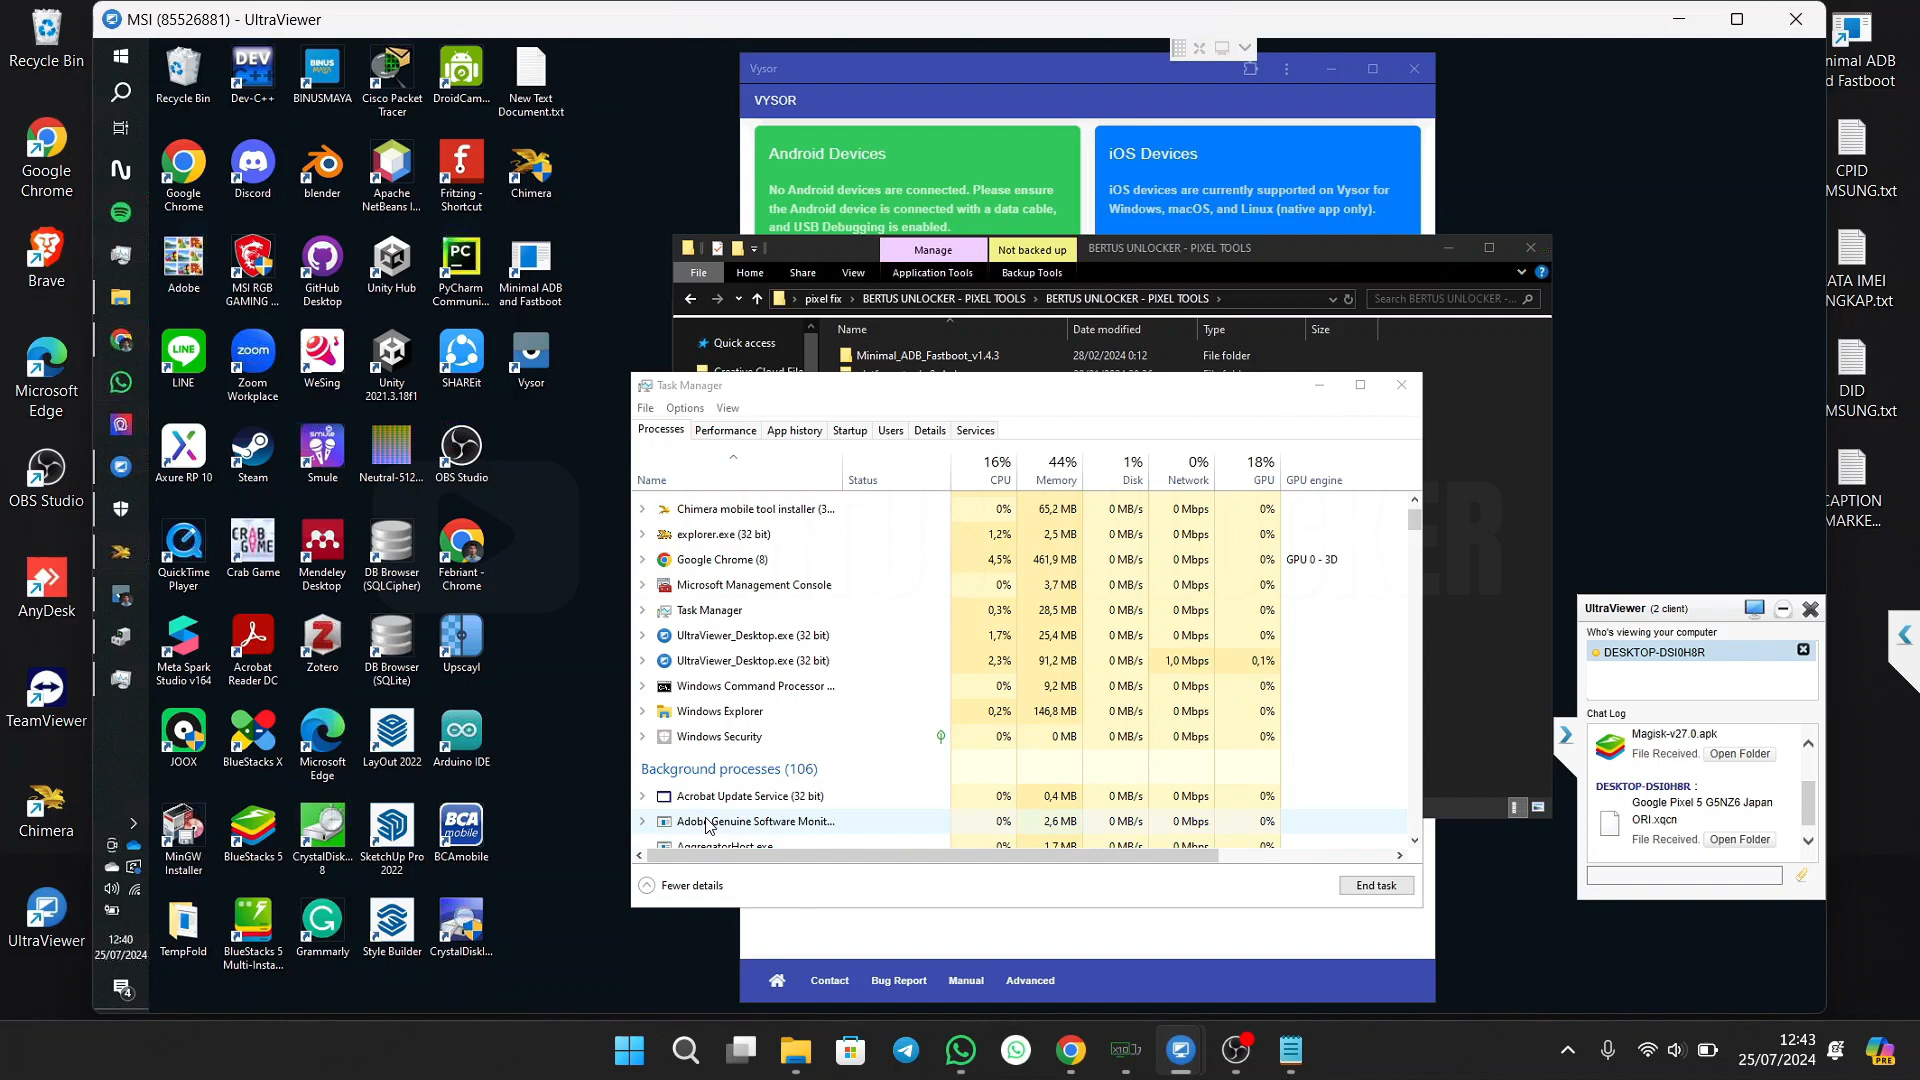 MSI (85526881) - UltraViewer
Recycle Bin
Google
Chrome
Brave
Microsoft
Edge
OBS Studio
AnyDesk
TeamViewer
Chimera
UltraViewer
12:40
25/07/2024
4
Recycle Bin
Dev-C++
BINUSMAYA
Cisco Packet
Tracer
DroidCam...
New Text
Document.txt
Google
Chrome
Discord
blender
Apache
NetBeans I...
Fritzing -
Shortcut
Chimera
Adobe
MSI RGB
GAMING ...
GitHub
Desktop
Unity Hub
PyCharm
Communi...
Minimal ADB
and Fastboot
LINE
Zoom
Workplace
WeSing
Unity
2021.3.18f1
SHAREit
Vysor
Axure RP 10
Steam
Smule
Neutral-512...
OBS Studio
QuickTime
Player
Crab Game
Mendeley
Desktop
DB Browser
(SQLCipher)
Febriant -
Chrome
Meta Spark
Studio v164
Acrobat
Reader DC
Zotero
DB Browser
(SQLite)
Upscayl
JOOX
BlueStacks X
Microsoft
Edge
LayOut 2022
Arduino IDE
MinGW
Installer
BlueStacks 5
CrystalDisk...
8
SketchUp Pro
2022
BCAmobile
TempFold
BlueStacks 5
Multi-Insta...
Grammarly
Style Builder
CrystalDiskI...
Vysor
VYSOR
Android Devices
No Android devices are connected. Please ensure
the Android device is connected with a data cable,
and USB Debugging is enabled.
iOS Devices
iOS devices are currently supported on Vysor for
Windows, macOS, and Linux (native app only).
Manage
Not backed up
BERTUS UNLOCKER - PIXEL TOOLS
File
Home
Share
View
Application Tools
Backup Tools
pixel fix > BERTUS UNLOCKER - PIXEL TOOLS > BERTUS UNLOCKER - PIXEL TOOLS >
Search BERTUS UNLOCKER -...
Quick access
Name
Date modified
Type
Size
Minimal_ADB_Fastboot_v1.4.3
28/02/2024 0:12
File folder
Task Manager
File Options View
Processes Performance App history Startup Users Details Services
16% 44% 1% 0% 18%
Name Status CPU Memory Disk Network GPU GPU engine
Chimera mobile tool installer (3... 0% 65,2 MB 0 MB/s 0 Mbps 0%
explorer.exe (32 bit) 1,2% 2,5 MB 0 MB/s 0 Mbps 0%
Google Chrome (8) 4,5% 461,9 MB 0 MB/s 0 Mbps 0% GPU 0 - 3D
Microsoft Management Console 0% 3,7 MB 0 MB/s 0 Mbps 0%
Task Manager 0,3% 28,5 MB 0 MB/s 0 Mbps 0%
UltraViewer_Desktop.exe (32 bit) 1,7% 25,4 MB 0 MB/s 0 Mbps 0%
UltraViewer_Desktop.exe (32 bit) 2,3% 91,2 MB 0 MB/s 1,0 Mbps 0,1%
Windows Command Processor ... 0% 9,2 MB 0 MB/s 0 Mbps 0%
Windows Explorer 0,2% 146,8 MB 0 MB/s 0 Mbps 0%
Windows Security 0% 0 MB 0 MB/s 0 Mbps 0%
Background processes (106)
Acrobat Update Service (32 bit) 0% 0,4 MB 0 MB/s 0 Mbps 0%
Adobe Genuine Software Monit... 0% 2,6 MB 0 MB/s 0 Mbps 0%
AggregatorHost.exe 0% 1,7 MB 0 MB/s 0 Mbps 0%
Fewer details
End task
Contact
Bug Report
Manual
Advanced
UltraViewer (2 client)
Who's viewing your computer
DESKTOP-DSI0H8R
Chat Log
Magisk-v27.0.apk
File Received. Open Folder
DESKTOP-DSI0H8R :
Google Pixel 5 G5NZ6 Japan
ORI.xqcn
File Received. Open Folder
nimal ADB
d Fastboot
CPID
MSUNG.txt
ATA IMEI
NGKAP.txt
DID
MSUNG.txt
CAPTION
MARKE...
12:43
25/07/2024
PRE